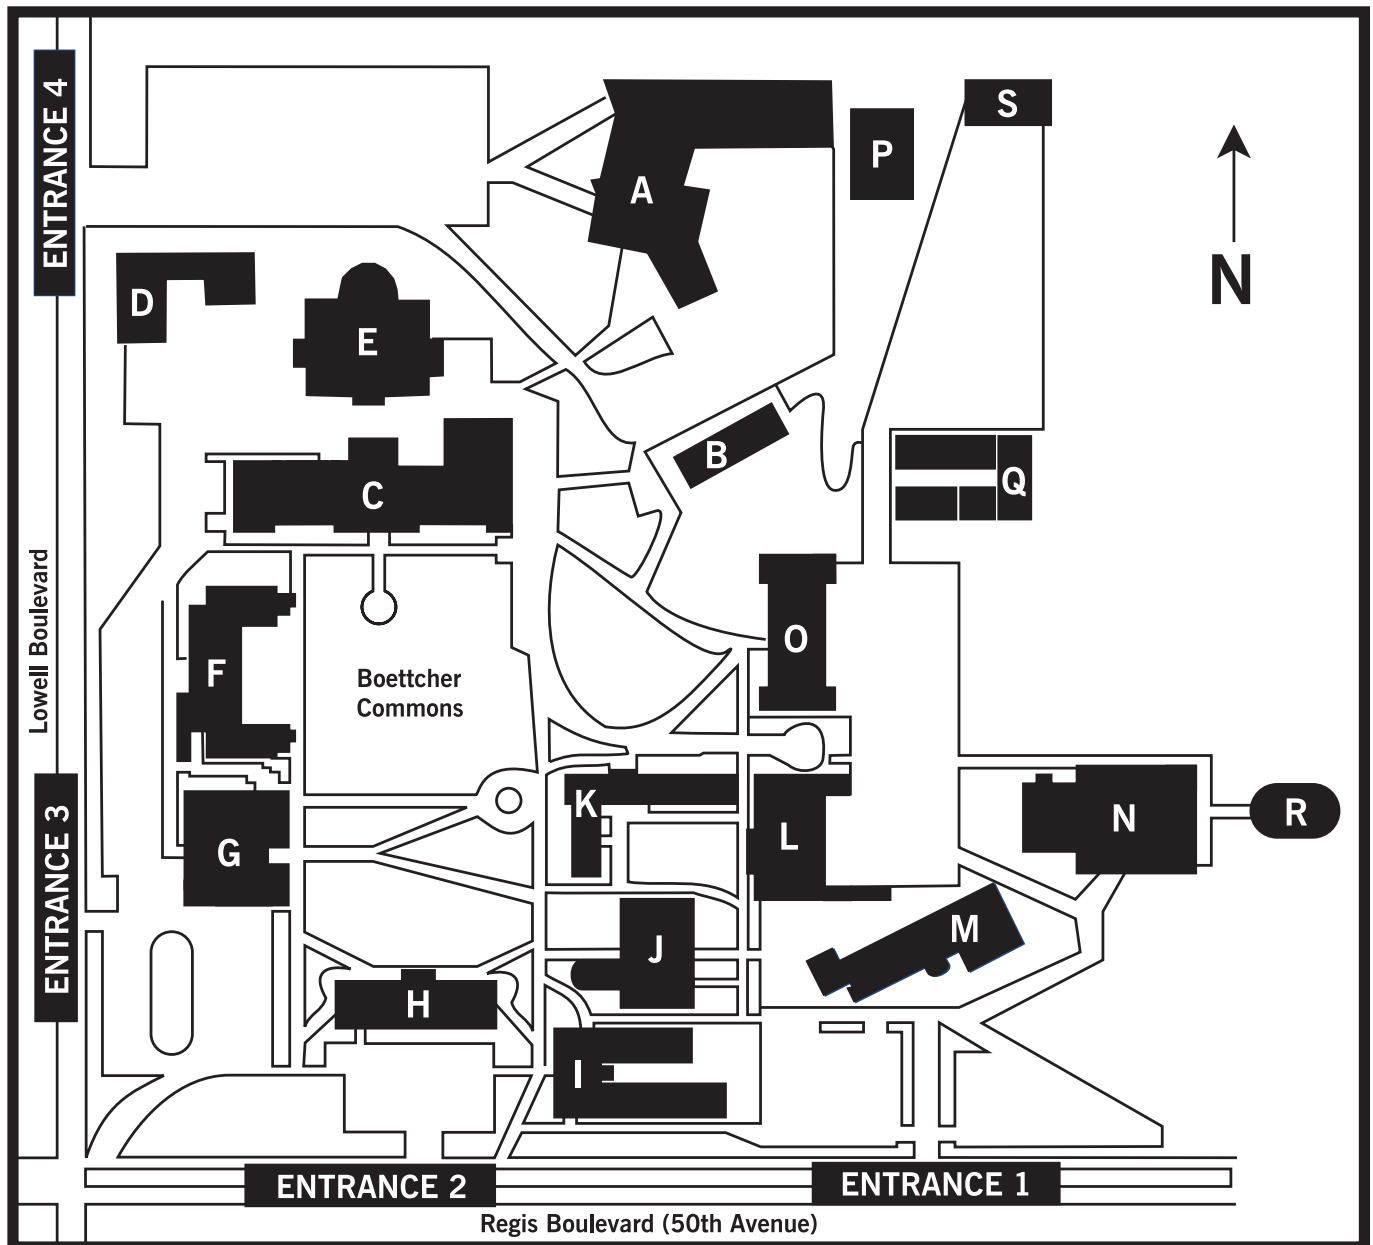 ENTRANCE 4
S
P
A
N
D
E
B
C
Q
Lowell Boulevard
O
F
Boettcher
Commons
K
L
N
R
G
ENTRANCE 3
M
J
H
I
ENTRANCE 2
ENTRANCE 1
Regis Boulevard (50th Avenue)